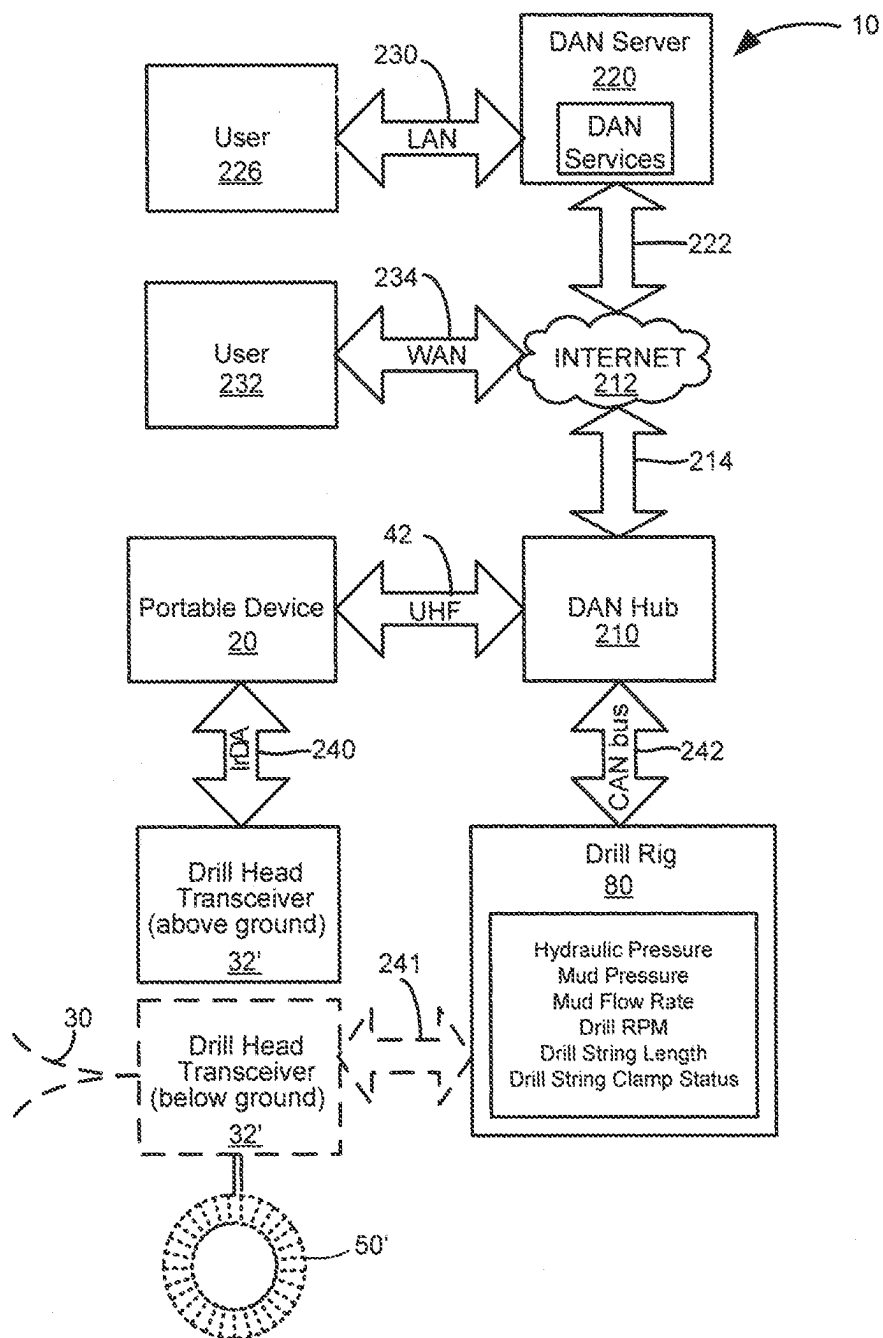 10
DAN Server
220
DAN
Services
230
LAN
User
226
222
234
WAN
User
232
INTERNET
212
214
42
UHF
Portable Device
20
DAN Hub
210
IrDA
240
CAN bus
242
Drill Head
Transceiver
(above ground)
32'
Drill Rig
80
Hydraulic Pressure
Mud Pressure
Mud Flow Rate
Drill RPM
Drill String Length
Drill String Clamp Status
241
30
Drill Head
Transceiver
(below ground)
32'
50'